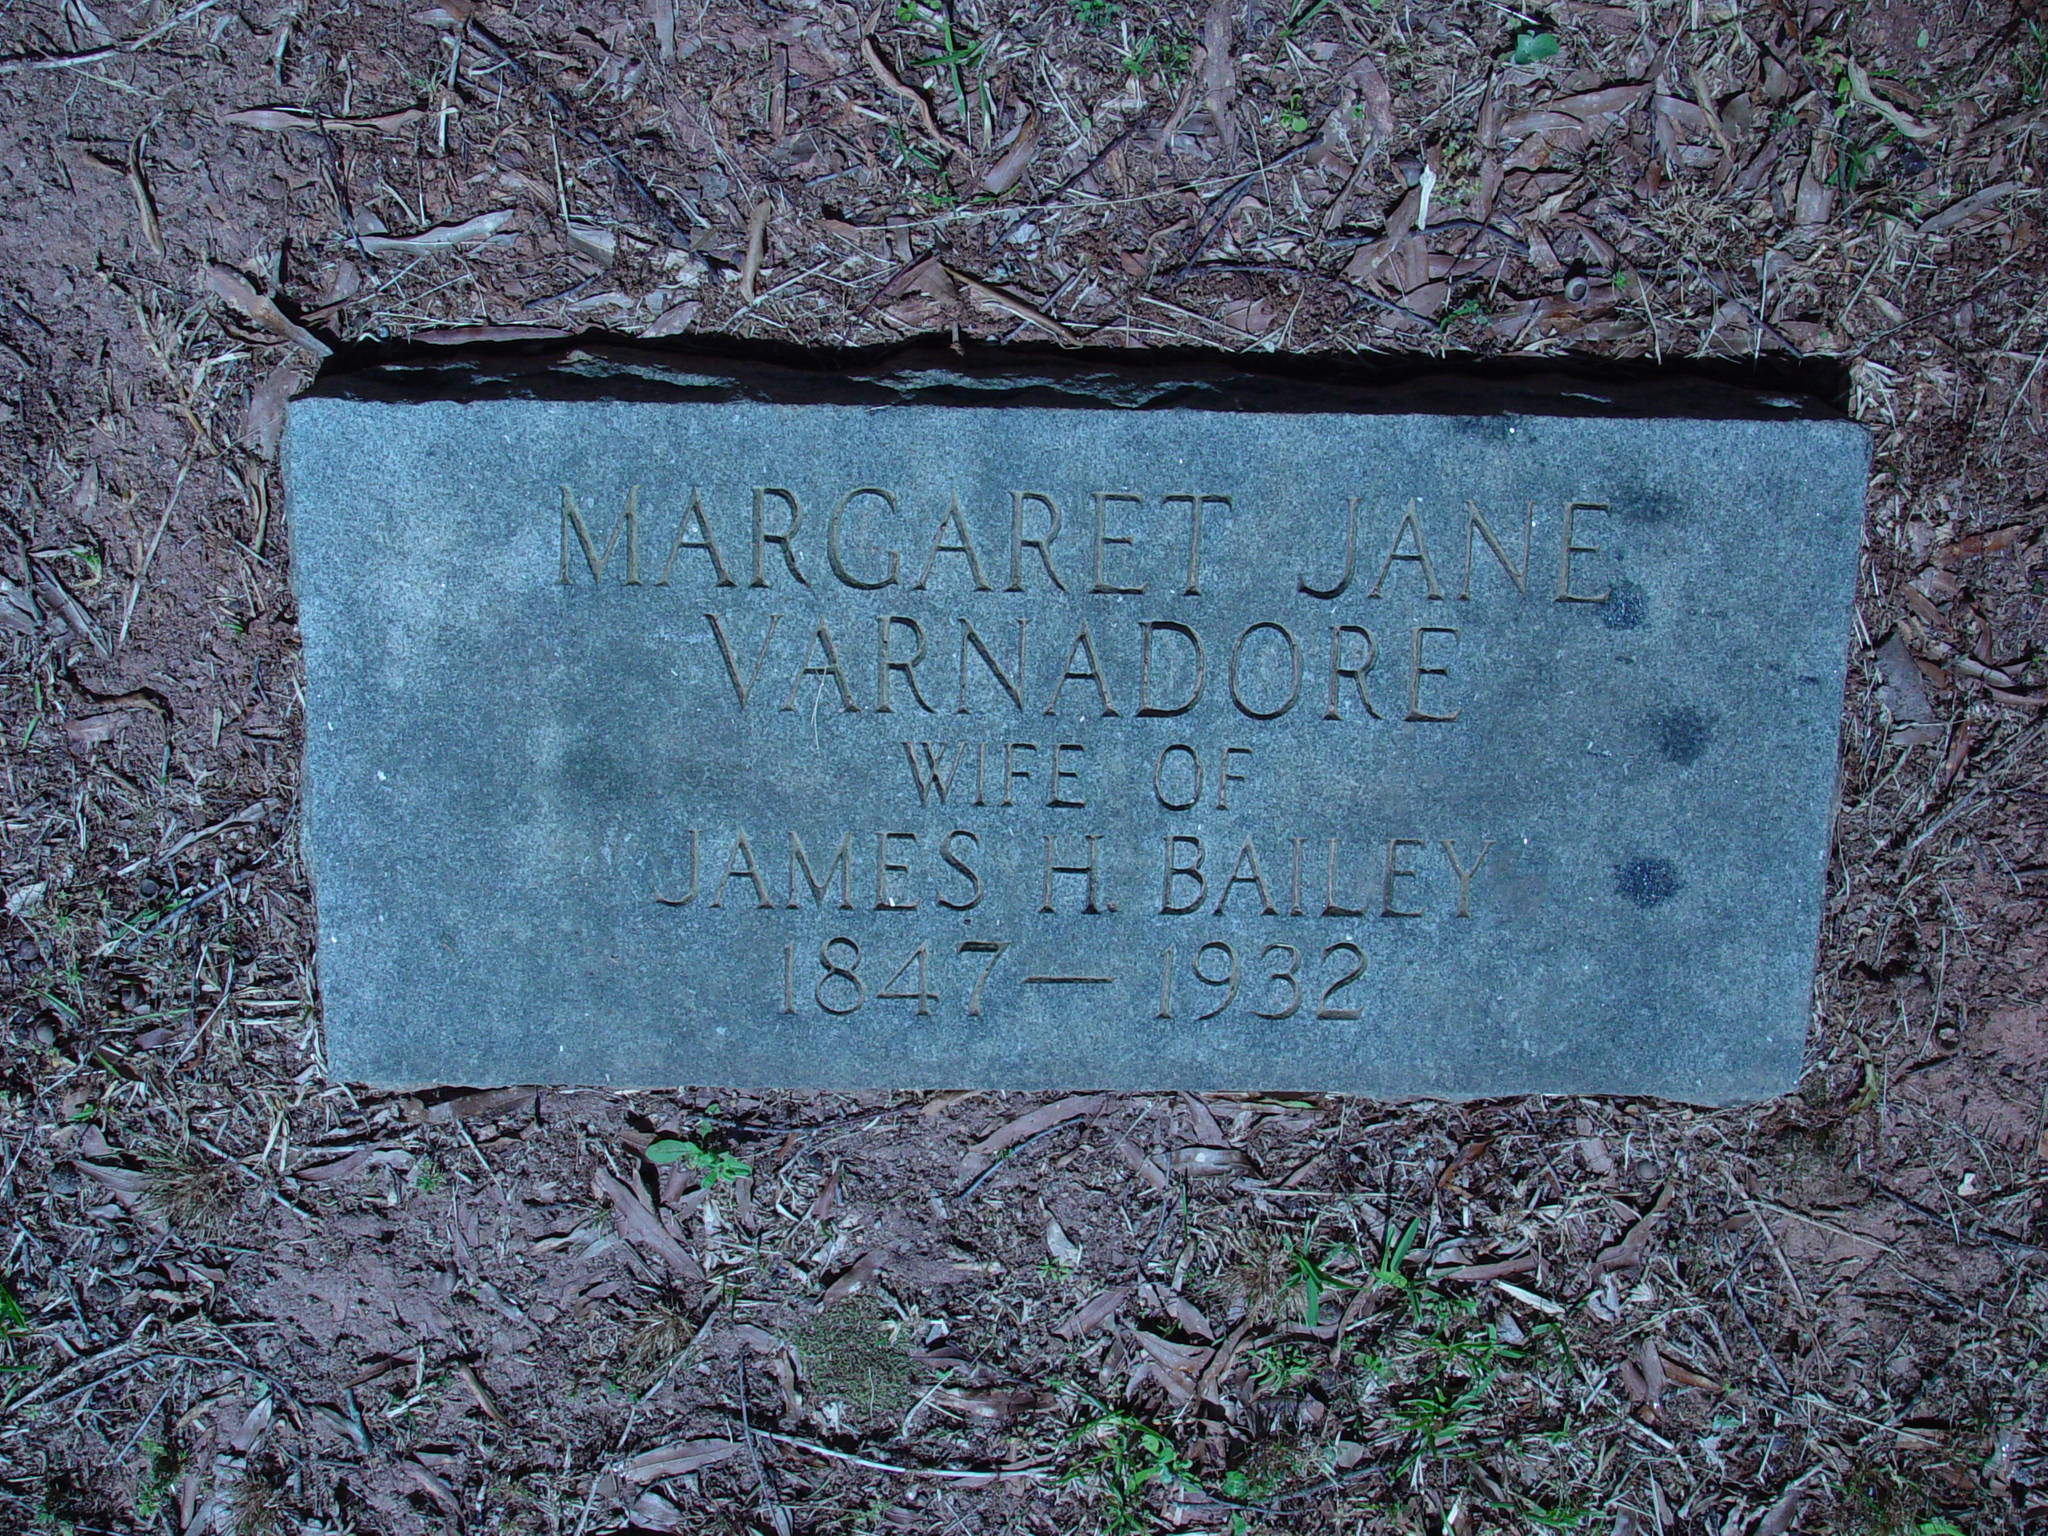 MARGARET JANE
VARNADORE
WIFE OF
JAMES H. BAILEY
1847 — 1932